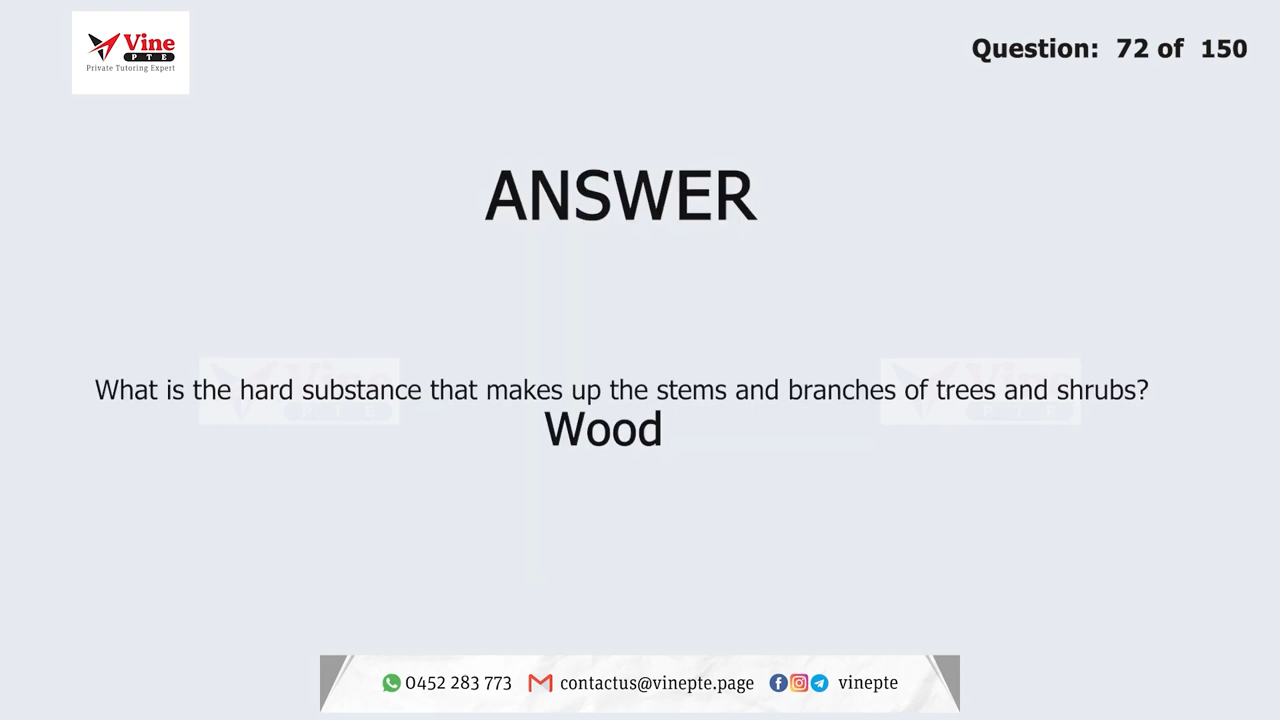 Vine
PTE
Private Tutoring Expert
Question: 72 of 150
ANSWER
What is the hard substance that makes up the stems and branches of trees and shrubs?
Wood
0452 283 773 contactus@vinepte.page vinepte